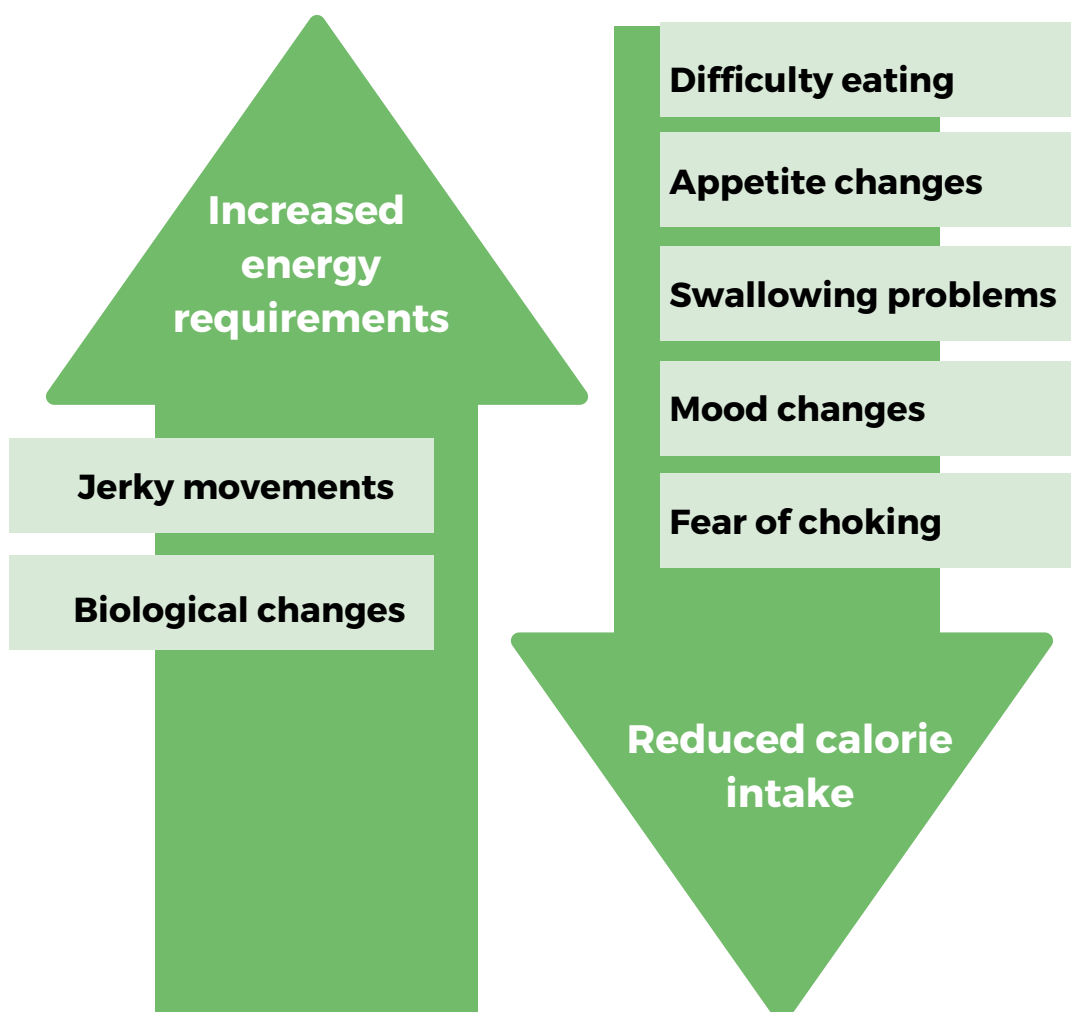 Increased
energy
requirements
Jerky movements
Biological changes
Difficulty eating
Appetite changes
Swallowing problems
Mood changes
Fear of choking
Reduced calorie
intake